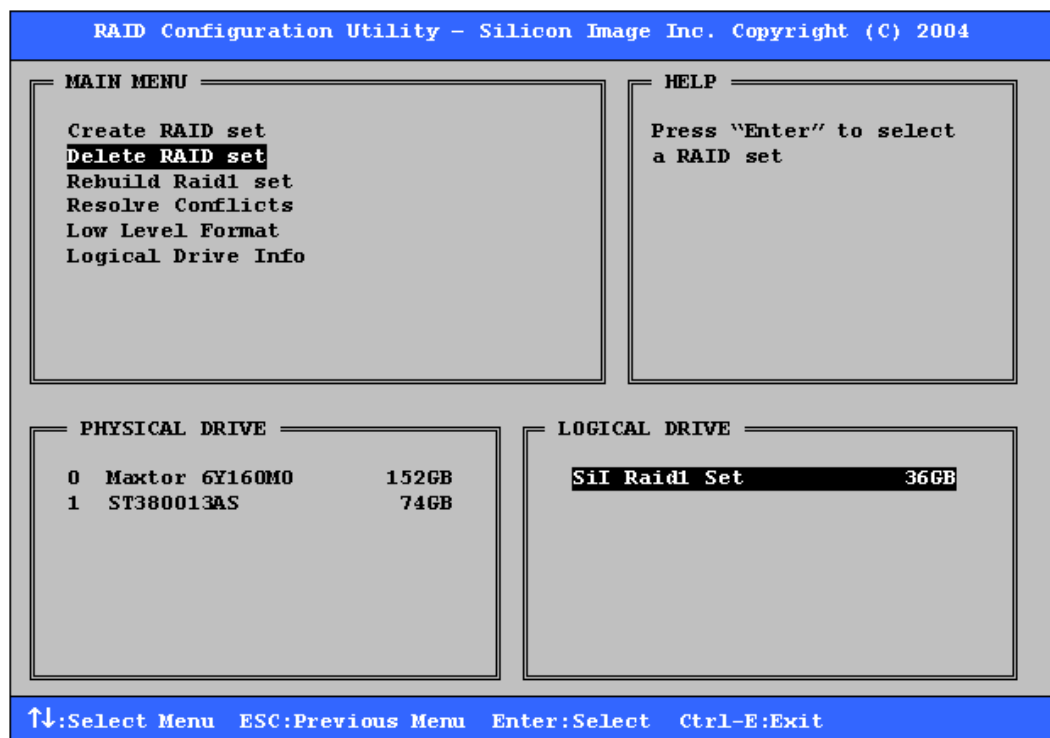 RAID Configuration Utility – Silicon Image Inc. Copyright (C) 2004
MAIN MENU
Create RAID set
Delete RAID set
Rebuild Raid1 set
Resolve Conflicts
Low Level Format
Logical Drive Info
HELP
Press “Enter” to select
a RAID set
PHYSICAL DRIVE
0 Maxtor 6Y160M0 152GB
1 ST380013AS 74GB
LOGICAL DRIVE
SiI Raid1 Set 36GB
↑↓:Select Menu ESC:Previous Menu Enter:Select Ctrl-E:Exit